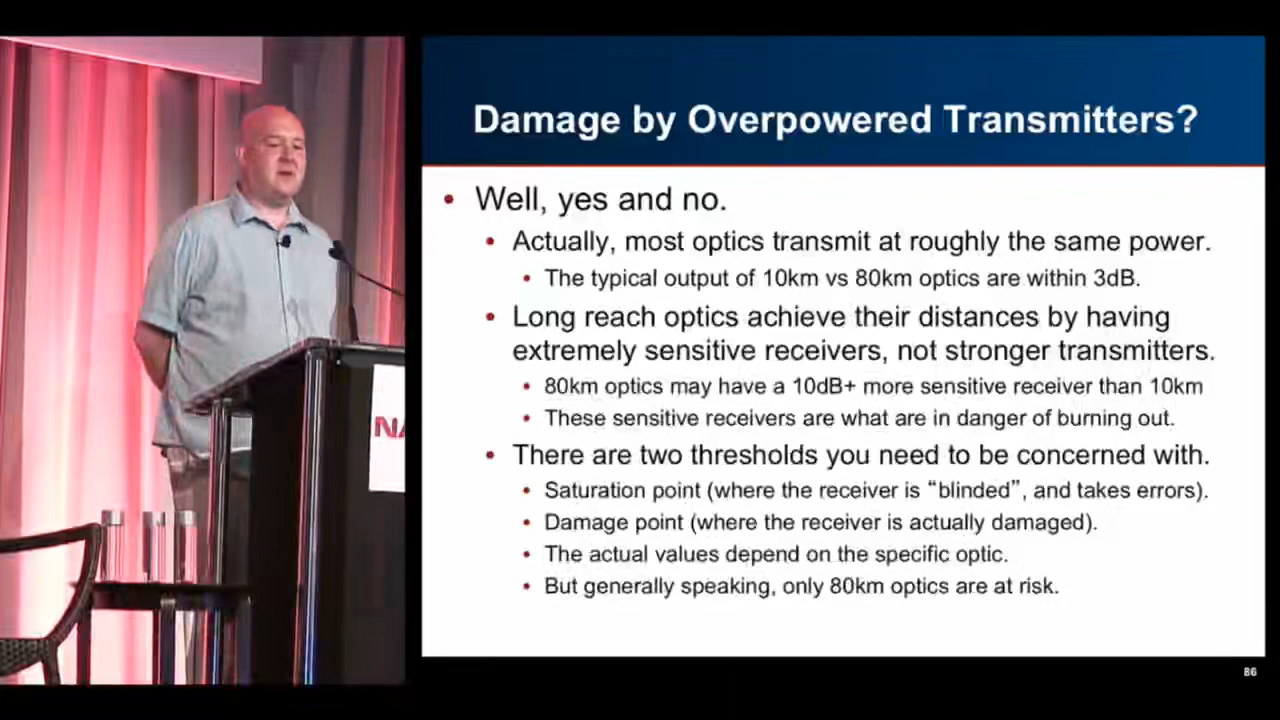 Damage by Overpowered Transmitters?
• Well, yes and no.
• Actually, most optics transmit at roughly the same power.
• The typical output of 10km vs 80km optics are within 3dB.
• Long reach optics achieve their distances by having
extremely sensitive receivers, not stronger transmitters.
• 80km optics may have a 10dB+ more sensitive receiver than 10km
• These sensitive receivers are what are in danger of burning out.
• There are two thresholds you need to be concerned with.
• Saturation point (where the receiver is “blinded”, and takes errors).
• Damage point (where the receiver is actually damaged).
• The actual values depend on the specific optic.
• But generally speaking, only 80km optics are at risk.
86